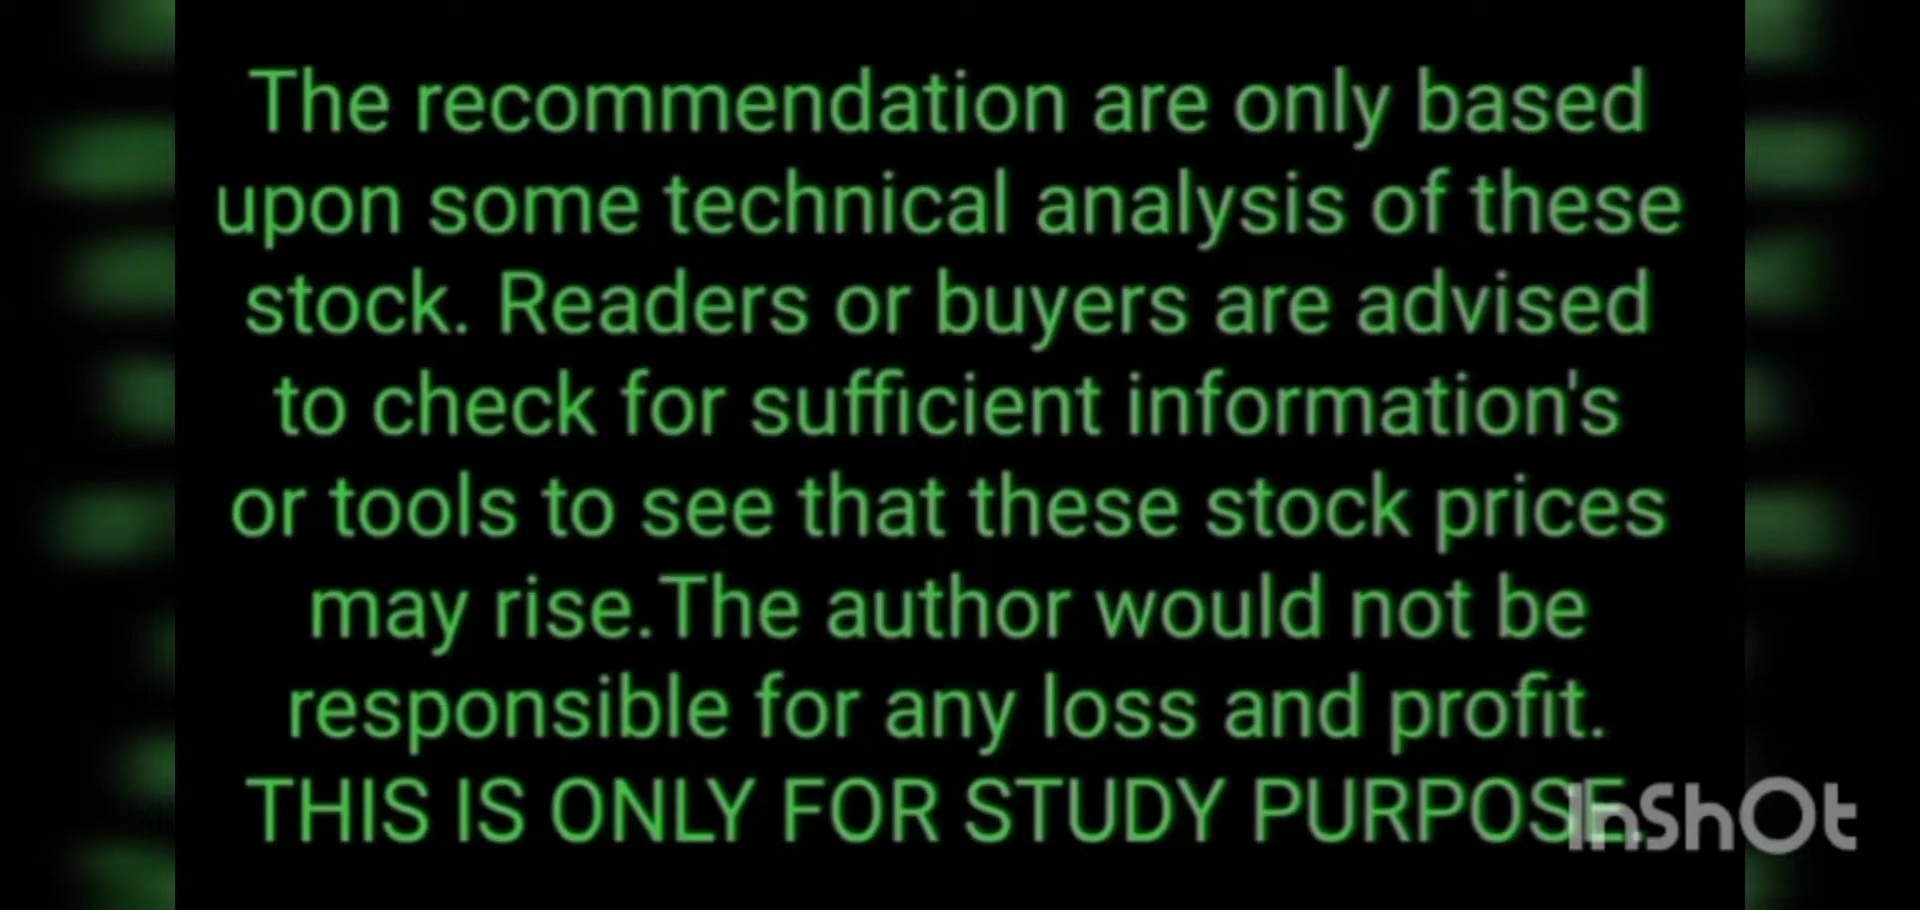 The recommendation are only based
upon some technical analysis of these
stock. Readers or buyers are advised
to check for sufficient information's
or tools to see that these stock prices
may rise.The author would not be
responsible for any loss and profit.
THIS IS ONLY FOR STUDY PURPOSE.
InShOt